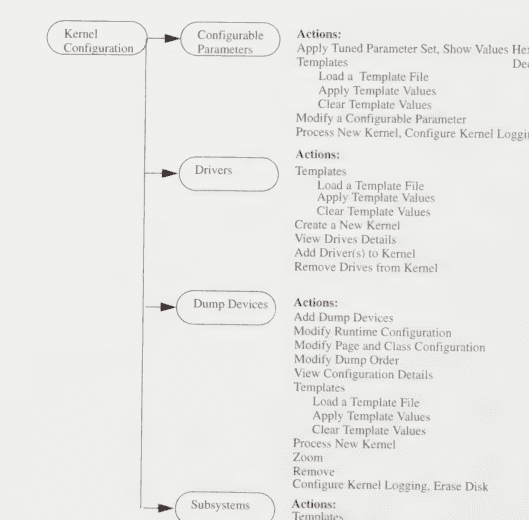 Kernel
Configuration
Configurable
Parameters
Actions:
Apply Tuned Parameter Set, Show Values Hex
Templates
Load a Template File
Apply Template Values
Clear Template Values
Modify a Configurable Parameter
Process New Kernel, Configure Kernel
Drivers
Actions:
Templates
Load a Template File
Apply Template Values
Clear Template Values
Create a New Kernel
View Drives Details
Add Driver(s) to Kernel
Remove Drives from Kernel
Dump Devices
Actions:
Add Dump Devices
Modify Runtime Configuration
Modify Page and Class Configuration
Modify Dump Order
View Configuration Details
Templates
Load a Template File
Apply Template Values
Clear Template Values
Process New Kernel
Zoom
Remove
Configure Kernel Logging, Erase Disk
Subsystems
Actions:
Templates